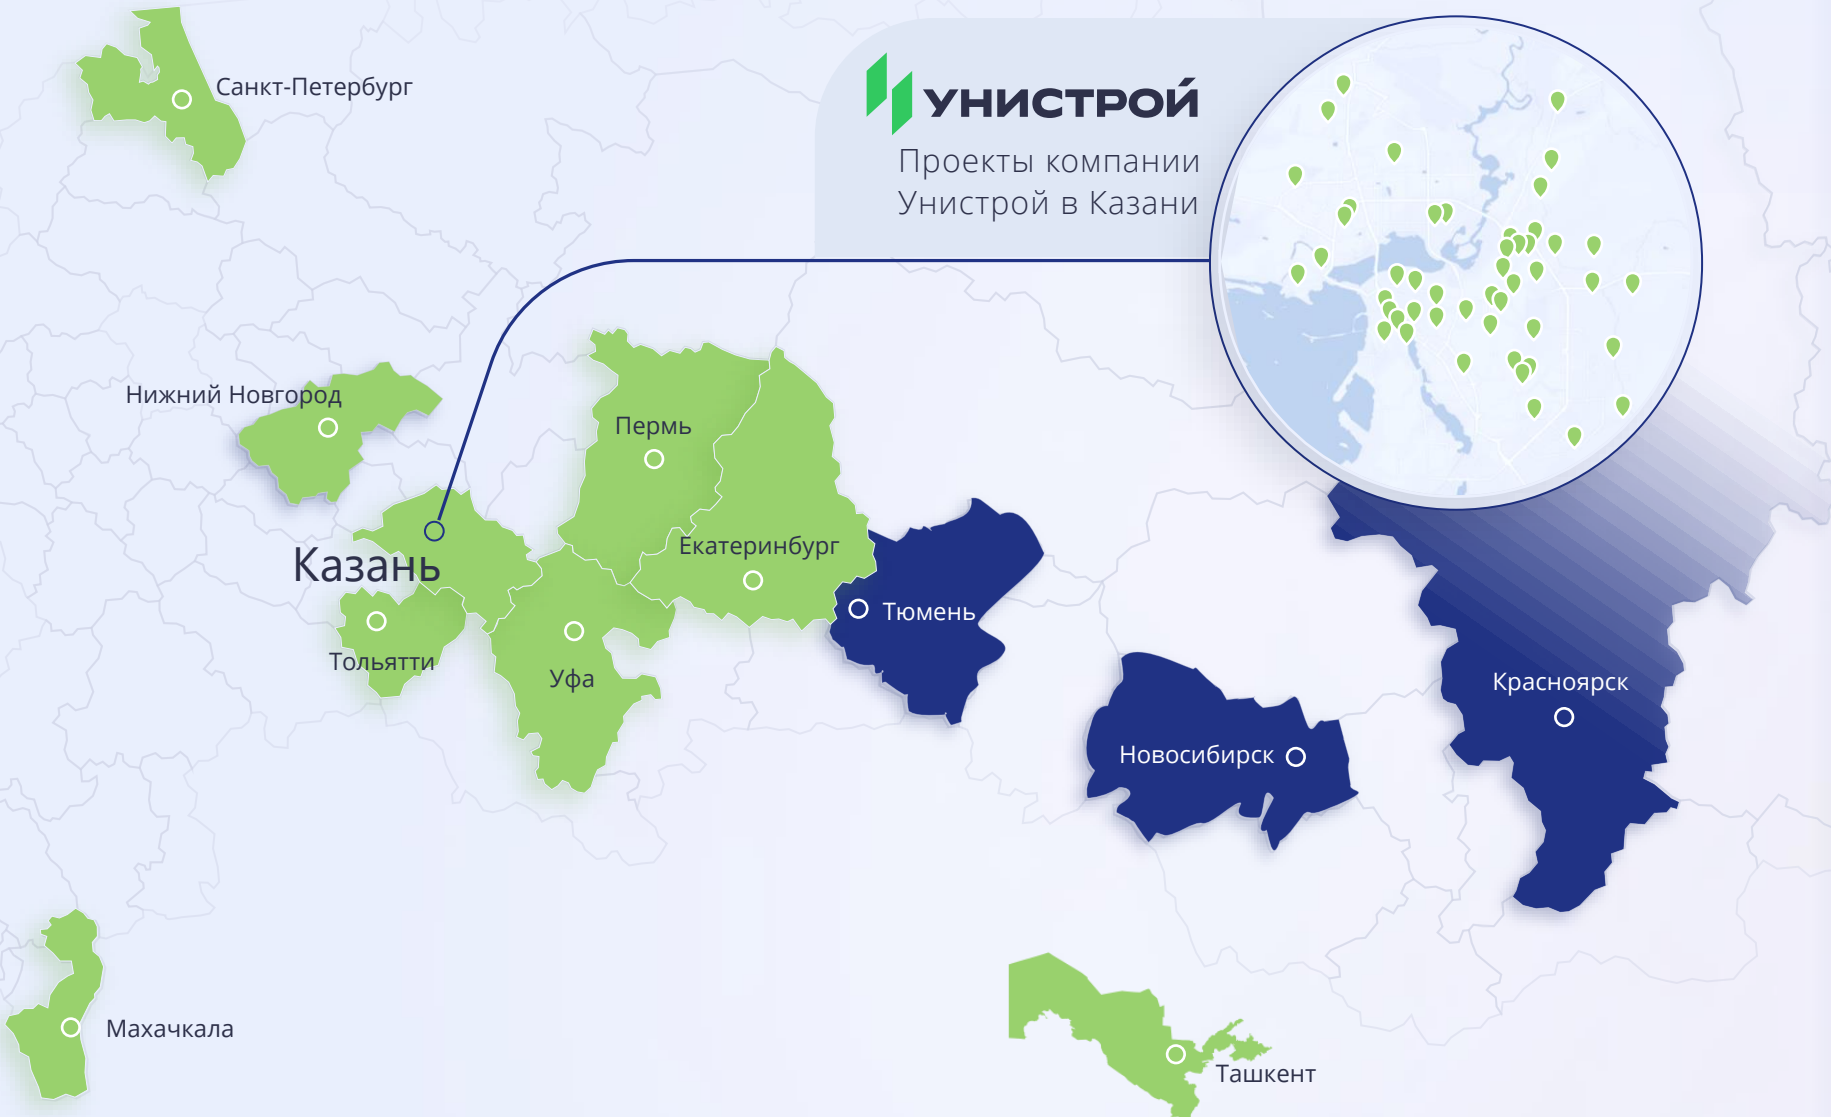 Санкт-Петербург
УНИСТРОЙ
Проекты компании
Унистрой в Казани
Нижний Новгород
Пермь
Екатеринбург
Казань
Тюмень
Тольятти
Уфа
Красноярск
Новосибирск
Махачкала
Ташкент